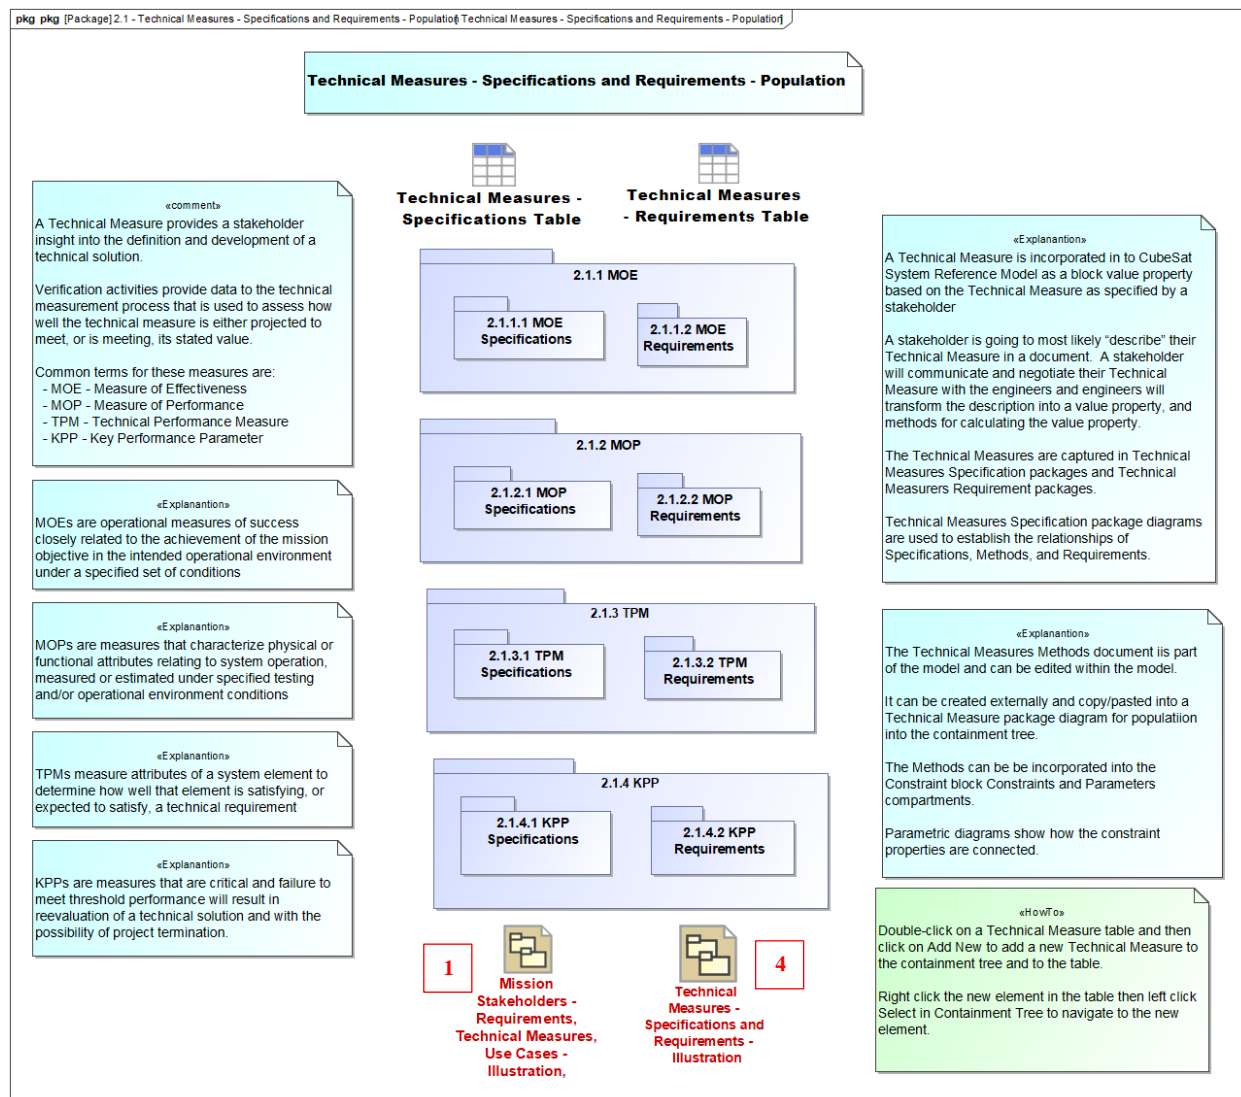 pkg pkg [Package] 2.1 - Technical Measures - Specifications and Requirements - Population[ Technical Measures - Specifications and Requirements - Population]
Technical Measures - Specifications and Requirements - Population
Technical Measures -
Specifications Table
Technical Measures
- Requirements Table
«comment»
A Technical Measure provides a stakeholder
insight into the definition and development of a
technical solution.
Verification activities provide data to the technical
measurement process that is used to assess how
well the technical measure is either projected to
meet, or is meeting, its stated value.
Common terms for these measures are:
- MOE - Measure of Effectiveness
- MOP - Measure of Performance
- TPM - Technical Performance Measure
- KPP - Key Performance Parameter
«Explanantion»
MOEs are operational measures of success
closely related to the achievement of the mission
objective in the intended operational environment
under a specified set of conditions
«Explanantion»
MOPs are measures that characterize physical or
functional attributes relating to system operation,
measured or estimated under specified testing
and/or operational environment conditions
«Explanantion»
TPMs measure attributes of a system element to
determine how well that element is satisfying, or
expected to satisfy, a technical requirement
«Explanantion»
KPPs are measures that are critical and failure to
meet threshold performance will result in
reevaluation of a technical solution and with the
possibility of project termination.
2.1.1 MOE
2.1.1.1 MOE
Specifications
2.1.1.2 MOE
Requirements
2.1.2 MOP
2.1.2.1 MOP
Specifications
2.1.2.2 MOP
Requirements
2.1.3 TPM
2.1.3.1 TPM
Specifications
2.1.3.2 TPM
Requirements
2.1.4 KPP
2.1.4.1 KPP
Specifications
2.1.4.2 KPP
Requirements
1
Mission
Stakeholders -
Requirements,
Technical Measures,
Use Cases -
Illustration,
4
Technical
Measures -
Specifications and
Requirements -
Illustration
«Explanantion»
A Technical Measure is incorporated in to CubeSat
System Reference Model as a block value property
based on the Technical Measure as specified by a
stakeholder
A stakeholder is going to most likely “describe” their
Technical Measure in a document.  A stakeholder
will communicate and negotiate their Technical
Measure with the engineers and engineers will
transform the description into a value property, and
methods for calculating the value property.
The Technical Measures are captured in Technical
Measures Specification packages and Technical
Measurers Requirement packages.
Technical Measures Specification package diagrams
are used to establish the relationships of
Specifications, Methods, and Requirements.
«Explanantion»
The Technical Measures Methods document iis part
of the model and can be edited within the model.
It can be created externally and copy/pasted into a
Technical Measure package diagram for populatiion
into the containment tree.
The Methods can be be incorporated into the
Constraint block Constraints and Parameters
compartments.
Parametric diagrams show how the constraint
properties are connected.
«HowTo»
Double-click on a Technical Measure table and then
click on Add New to add a new Technical Measure to
the containment tree and to the table.
Right click the new element in the table then left click
Select in Containment Tree to navigate to the new
element.